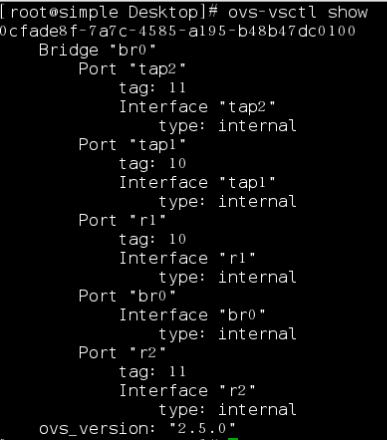 [root@simple Desktop]# ovs-vsctl show
0cfade8f-7a7c-4585-a195-b48b47dc0100
    Bridge "br0"
        Port "tap2"
            tag: 11
            Interface "tap2"
                type: internal
        Port "tap1"
            tag: 10
            Interface "tap1"
                type: internal
        Port "r1"
            tag: 10
            Interface "r1"
                type: internal
        Port "br0"
            Interface "br0"
                type: internal
        Port "r2"
            tag: 11
            Interface "r2"
                type: internal
    ovs_version: "2.5.0"